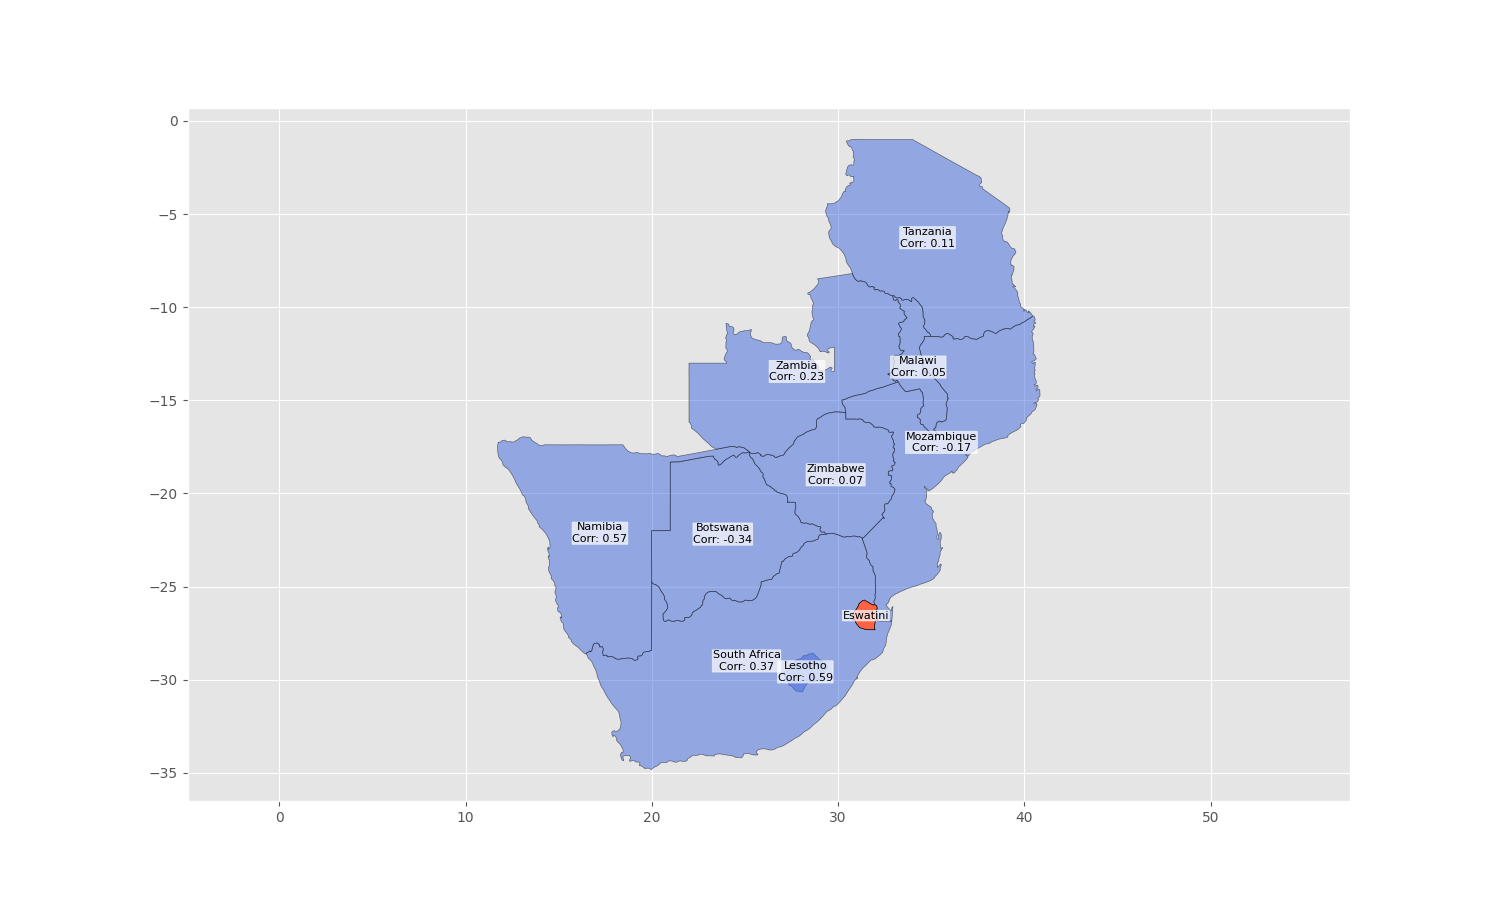 0
−5
−10
−15
−20
−25
−30
−35
Tanzania
Corr: 0.11
Zambia
Corr: 0.23
Malawi
Corr: 0.05
Mozambique
Corr: -0.17
Zimbabwe
Corr: 0.07
Namibia
Corr: 0.57
Botswana
Corr: -0.34
Eswatini
South Africa
Corr: 0.37
Lesotho
Corr: 0.59
0
10
20
30
40
50